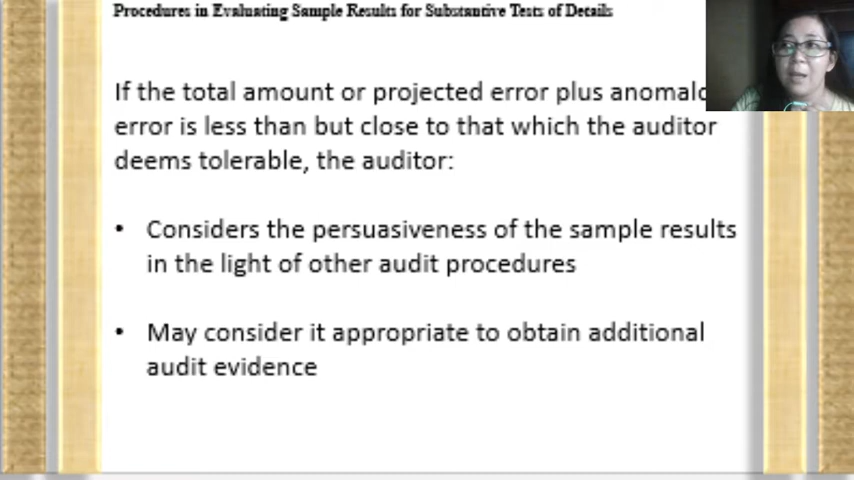 Procedures in Evaluating Sample Results for Substantive Tests of Details
If the total amount or projected error plus
error is less than but close to that which the auditor
deems tolerable, the auditor:
• Considers the persuasiveness of the sample results
in the light of other audit procedures
• May consider it appropriate to obtain additional
audit evidence